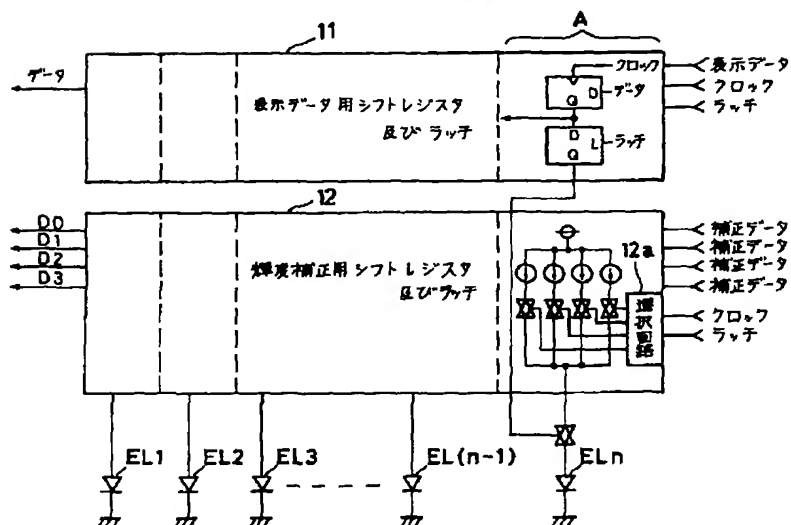 11
A
データ
表示データ用シフトレジスタ
及び ラッチ
クロック
D
データ
Q
D
L
ラッチ
Q
表示データ
クロック
ラッチ
12
D0
D1
D2
D3
輝度補正用シフトレジスタ
及びラッチ
12a
選択回路
補正データ
補正データ
補正データ
補正データ
クロック
ラッチ
EL1
EL2
EL3
EL(n-1)
ELn